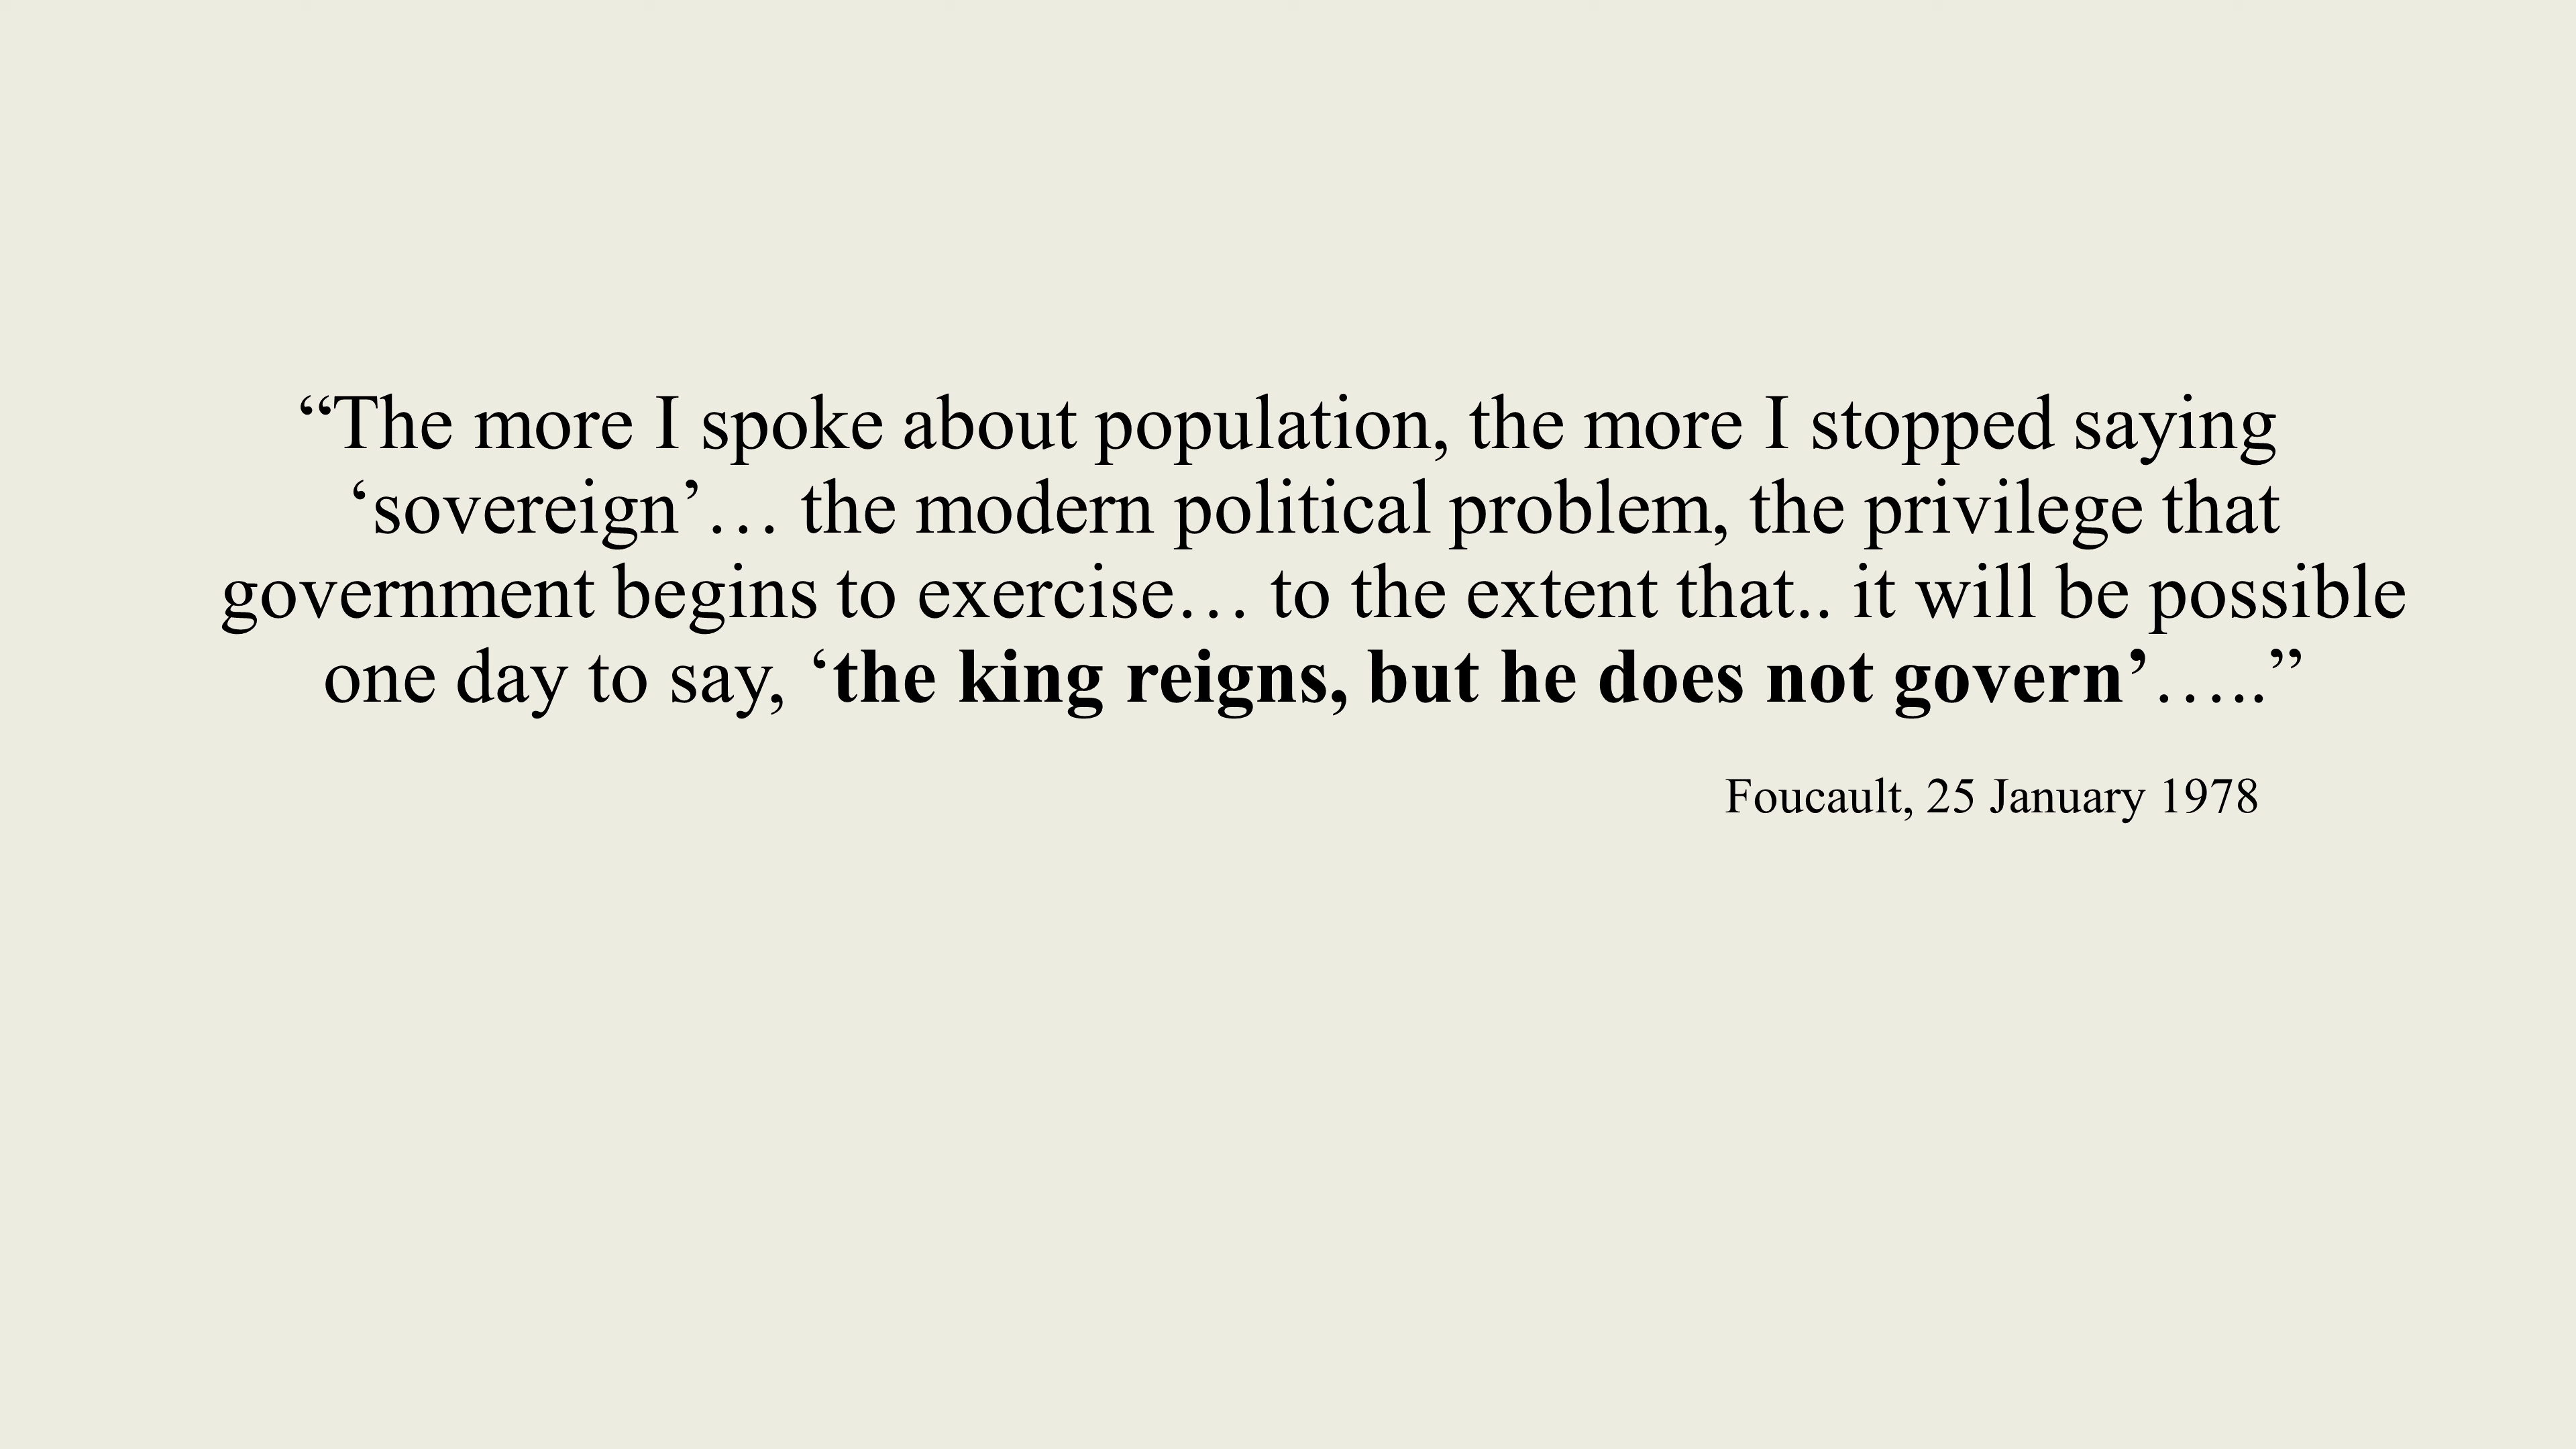 “The more I spoke about population, the more I stopped saying
‘sovereign’… the modern political problem, the privilege that
government begins to exercise… to the extent that.. it will be possible
one day to say, ‘the king reigns, but he does not govern’…..”
Foucault, 25 January 1978